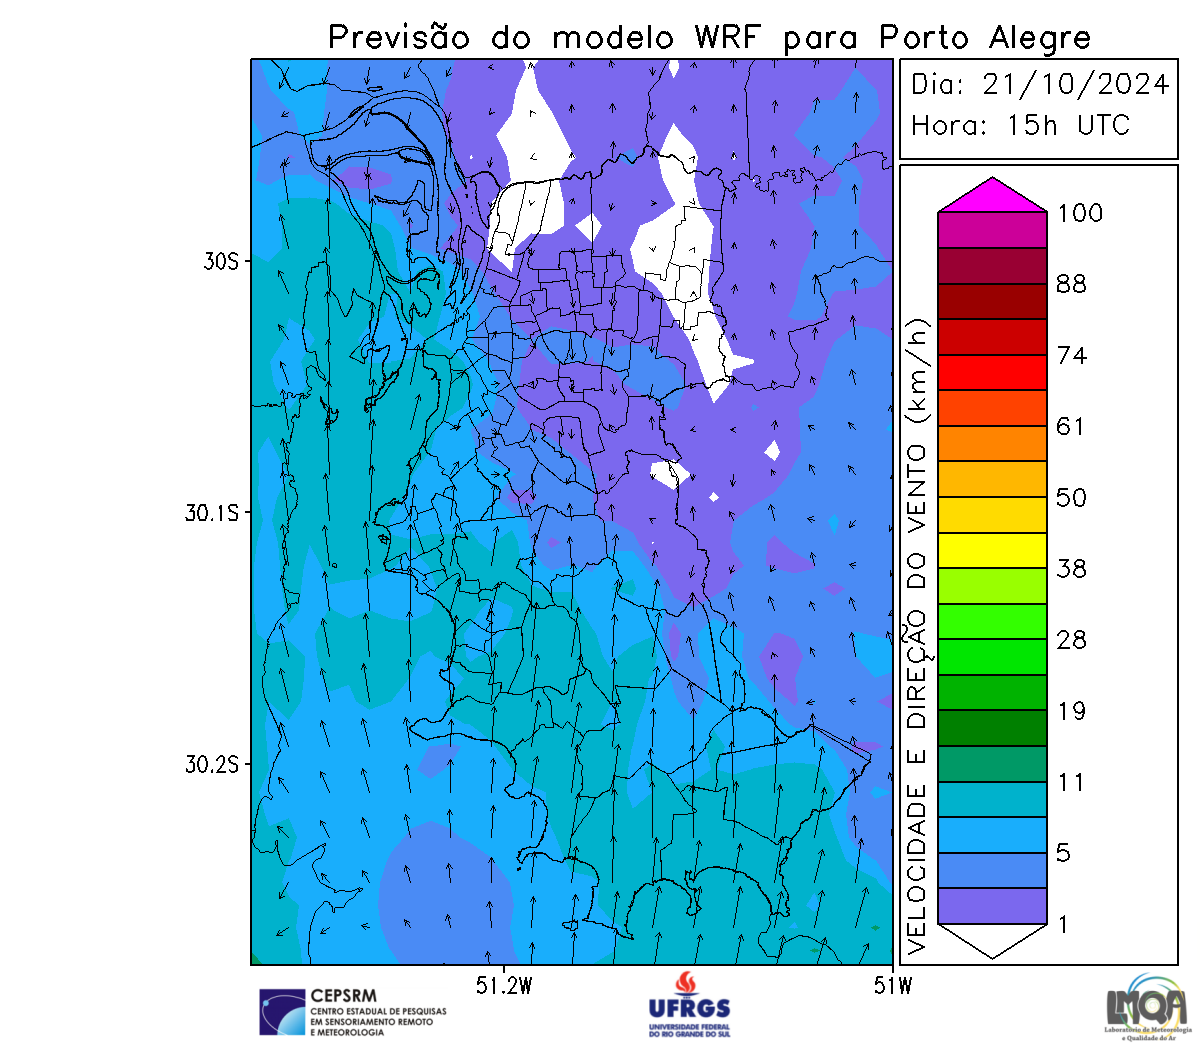 Previsão do modelo WRF para Porto Alegre
Dia: 21/10/2024
Hora: 15h UTC
30S
30.1S
30.2S
51.2W
51W
VELOCIDADE E DIREÇÃO DO VENTO (km/h)
100
88
74
61
50
38
28
19
11
5
1
CEPSRM
CENTRO ESTADUAL DE PESQUISAS
EM SENSORIAMENTO REMOTO
E METEOROLOGIA
UFRGS
UNIVERSIDADE FEDERAL
DO RIO GRANDE DO SUL
LMQA
Laboratório de Meteorologia
e Qualidade do Ar